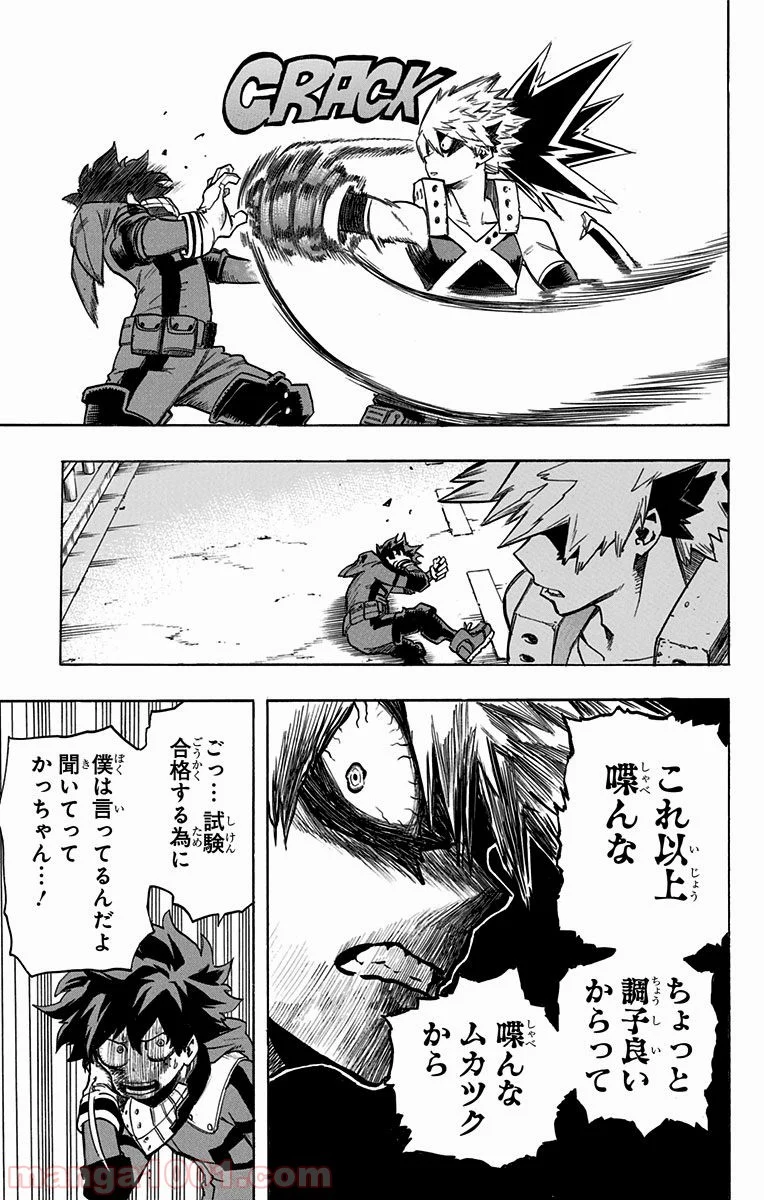 CRACK
これ以上
喋んな
ちょっと
調子良い
からって
喋んな
ムカツク
から
ごっ…試験
合格する為に
僕は言ってるんだよ
聞いてって
かっちゃん…！
manga1001.com